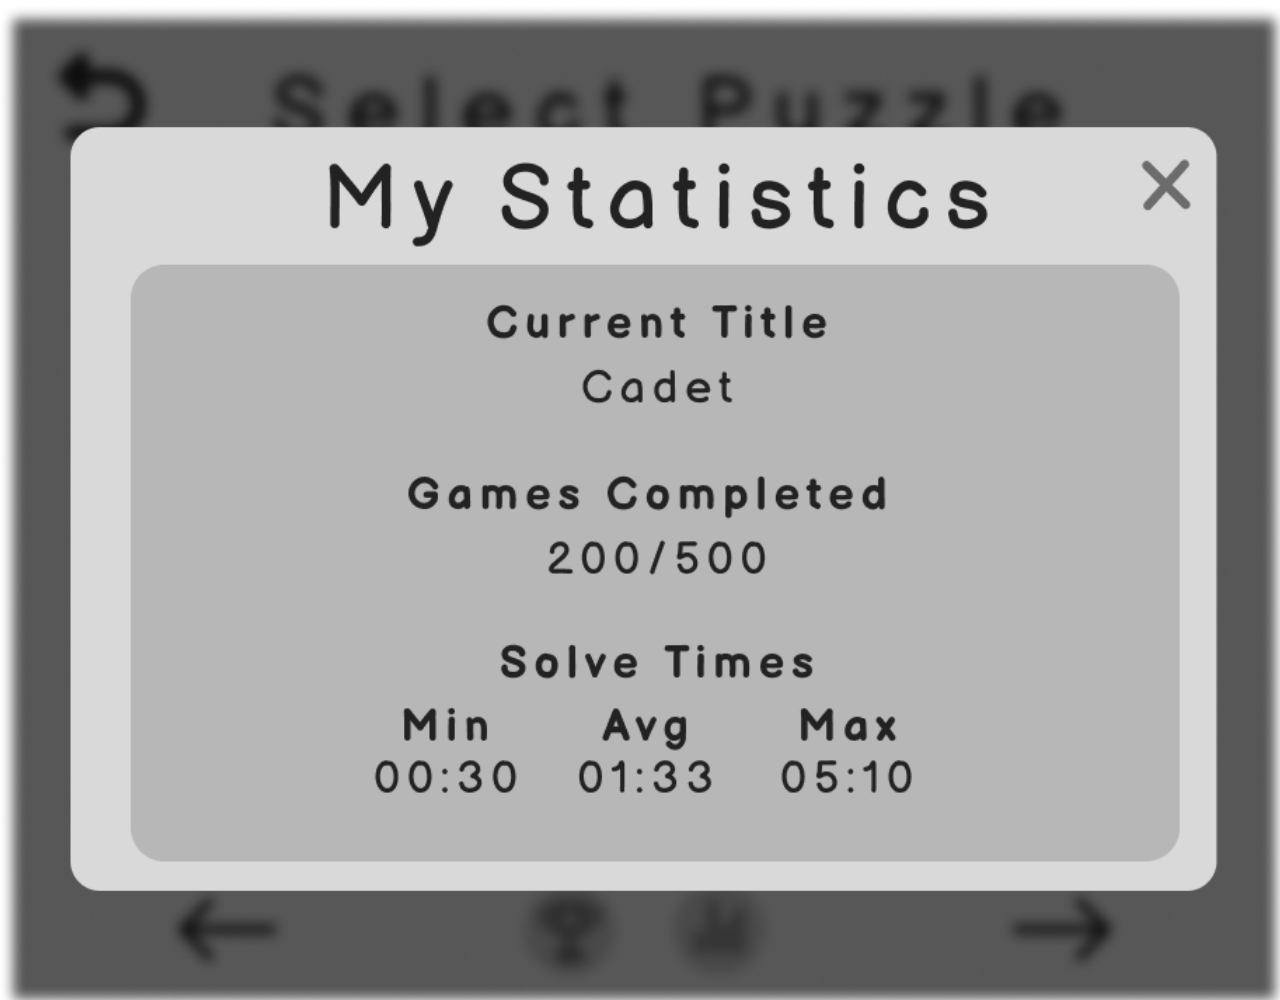 Select Puzzle
My Statistics
Current Title
Cadet
Games Completed
200/500
Solve Times
Min Avg Max
00:30 01:33 05:10